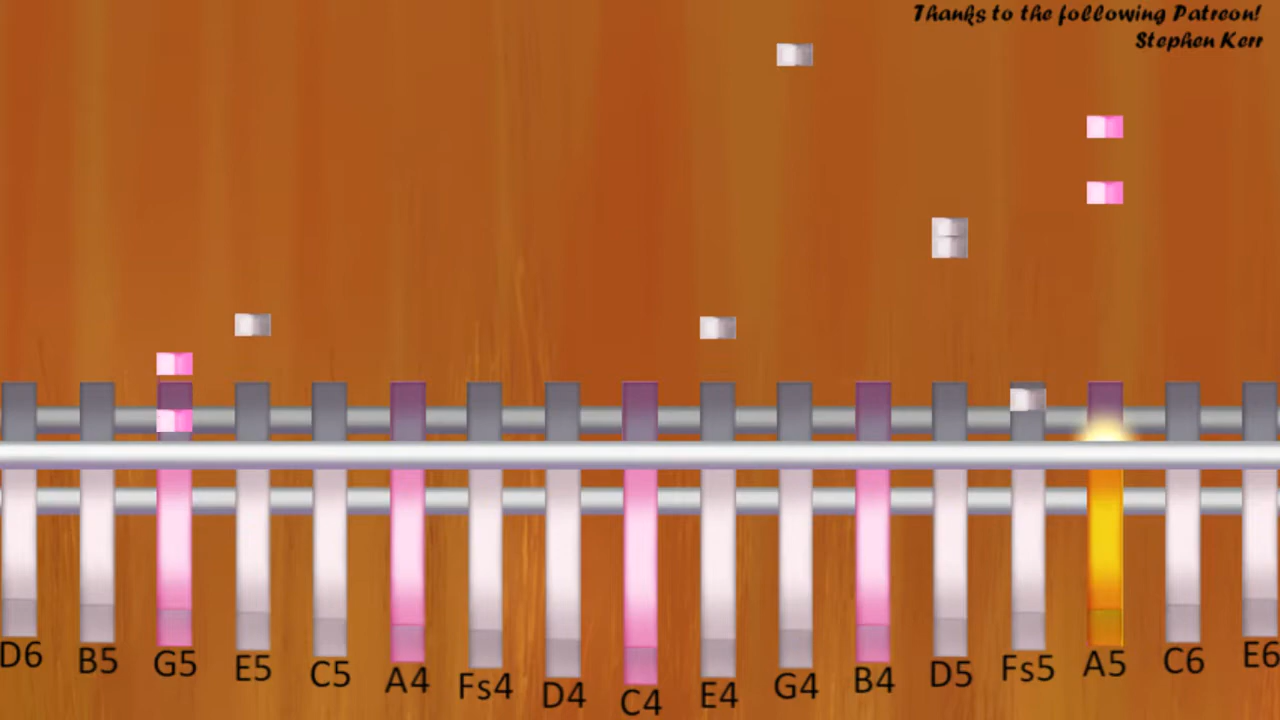 Thanks to the following Patreon!
Stephen Kerr
D6 B5 G5 E5 C5 A4 Fs4 D4 C4 E4 G4 B4 D5 Fs5 A5 C6 E6